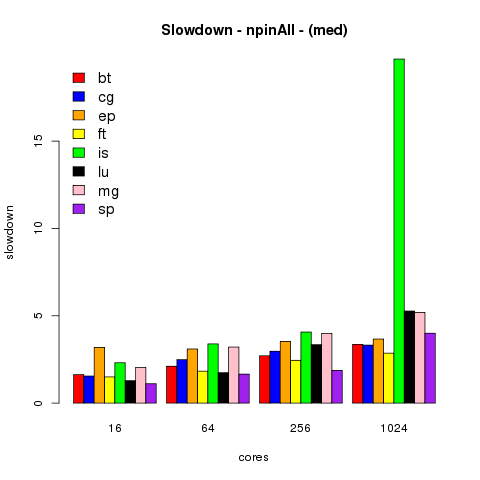 Slowdown - npinAll - (med)
bt
cg
ep
ft
is
lu
mg
sp
slowdown
15
10
5
0
16 64 256 1024
cores